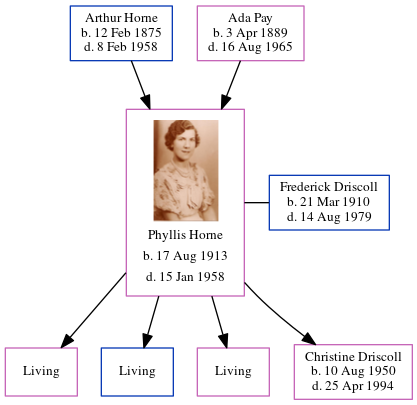 Arthur Horne
b. 12 Feb 1875
d. 8 Feb 1958
Ada Pay
b. 3 Apr 1889
d. 16 Aug 1965
Frederick Driscoll
b. 21 Mar 1910
d. 14 Aug 1979
Phyllis Horne
b. 17 Aug 1913
d. 15 Jan 1958
Living
Living
Living
Christine Driscoll
b. 10 Aug 1950
d. 25 Apr 1994